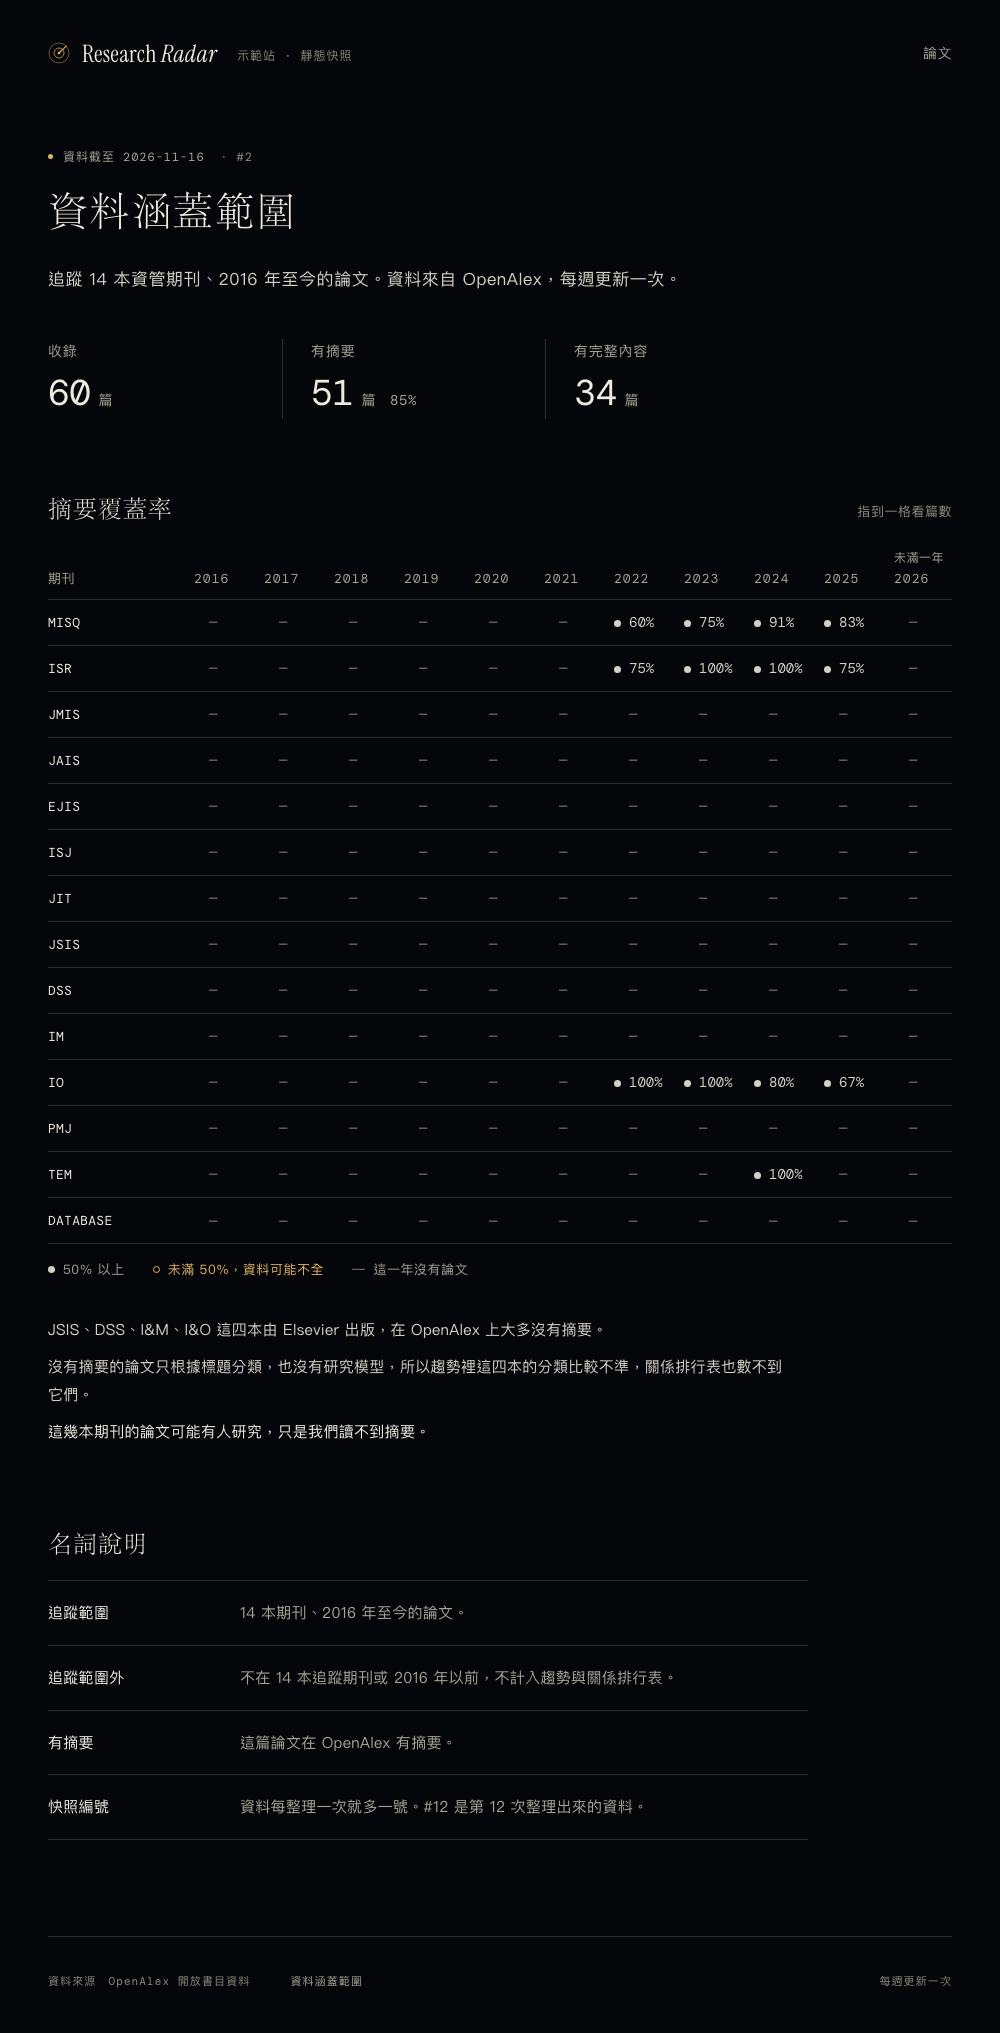 Research Radar 示範站 · 靜態快照 論文
資料截至 2026-11-16 · #2
資料涵蓋範圍
追蹤 14 本資管期刊、2016 年至今的論文。資料來自 OpenAlex，每週更新一次。
收錄 有摘要 有完整內容
60 篇 51 篇 85% 34 篇
摘要覆蓋率 指到一格看篇數
未滿一年
期刊 2016 2017 2018 2019 2020 2021 2022 2023 2024 2025 2026
MISQ — — — — — — 60% 75% 91% 83% —
ISR — — — — — — 75% 100% 100% 75% —
JMIS — — — — — — — — — — —
JAIS — — — — — — — — — — —
EJIS — — — — — — — — — — —
ISJ — — — — — — — — — — —
JIT — — — — — — — — — — —
JSIS — — — — — — — — — — —
DSS — — — — — — — — — — —
IM — — — — — — — — — — —
IO — — — — — — 100% 100% 80% 67% —
PMJ — — — — — — — — — — —
TEM — — — — — — — — 100% — —
DATABASE — — — — — — — — — — —
50% 以上 未滿 50%，資料可能不全 — 這一年沒有論文
JSIS、DSS、I&M、I&O 這四本由 Elsevier 出版，在 OpenAlex 上大多沒有摘要。
沒有摘要的論文只根據標題分類，也沒有研究模型，所以趨勢裡這四本的分類比較不準，關係排行表也數不到
它們。
這幾本期刊的論文可能有人研究，只是我們讀不到摘要。
名詞說明
追蹤範圍 14 本期刊、2016 年至今的論文。
追蹤範圍外 不在 14 本追蹤期刊或 2016 年以前，不計入趨勢與關係排行表。
有摘要 這篇論文在 OpenAlex 有摘要。
快照編號 資料每整理一次就多一號。#12 是第 12 次整理出來的資料。
資料來源 OpenAlex 開放書目資料 資料涵蓋範圍 每週更新一次